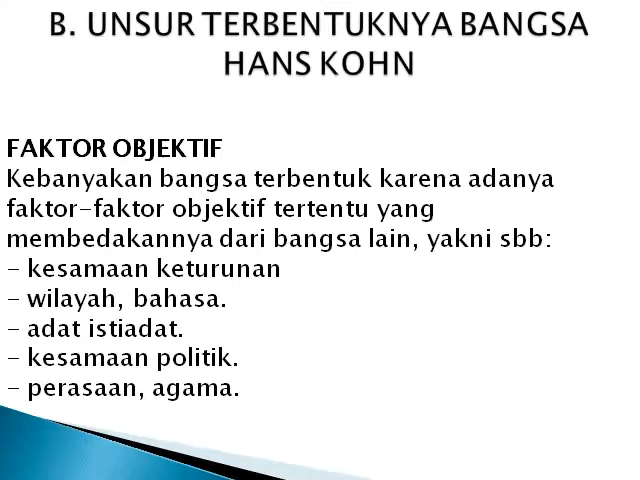 B. UNSUR TERBENTUKNYA BANGSA
HANS KOHN
FAKTOR OBJEKTIF
Kebanyakan bangsa terbentuk karena adanya
faktor-faktor objektif tertentu yang
membedakannya dari bangsa lain, yakni sbb:
- kesamaan keturunan
- wilayah, bahasa.
- adat istiadat.
- kesamaan politik.
- perasaan, agama.